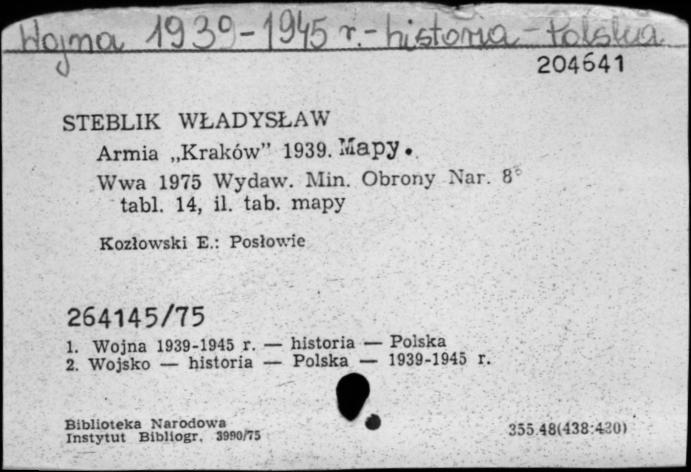 Wojna 1939-1945 r. - historia - Polska
204641
STEBLIK WŁADYSŁAW
Armia „Kraków” 1939. Mapy.
Wwa 1975 Wydaw. Min. Obrony Nar. 8°
tabl. 14, il. tab. mapy
Kozłowski E.: Posłowie
264145/75
1. Wojna 1939-1945 r. — historia — Polska
2. Wojsko — historia — Polska — 1939-1945 r.
Biblioteka Narodowa
Instytut Bibliogr. 3990/75
355.48(438:430)